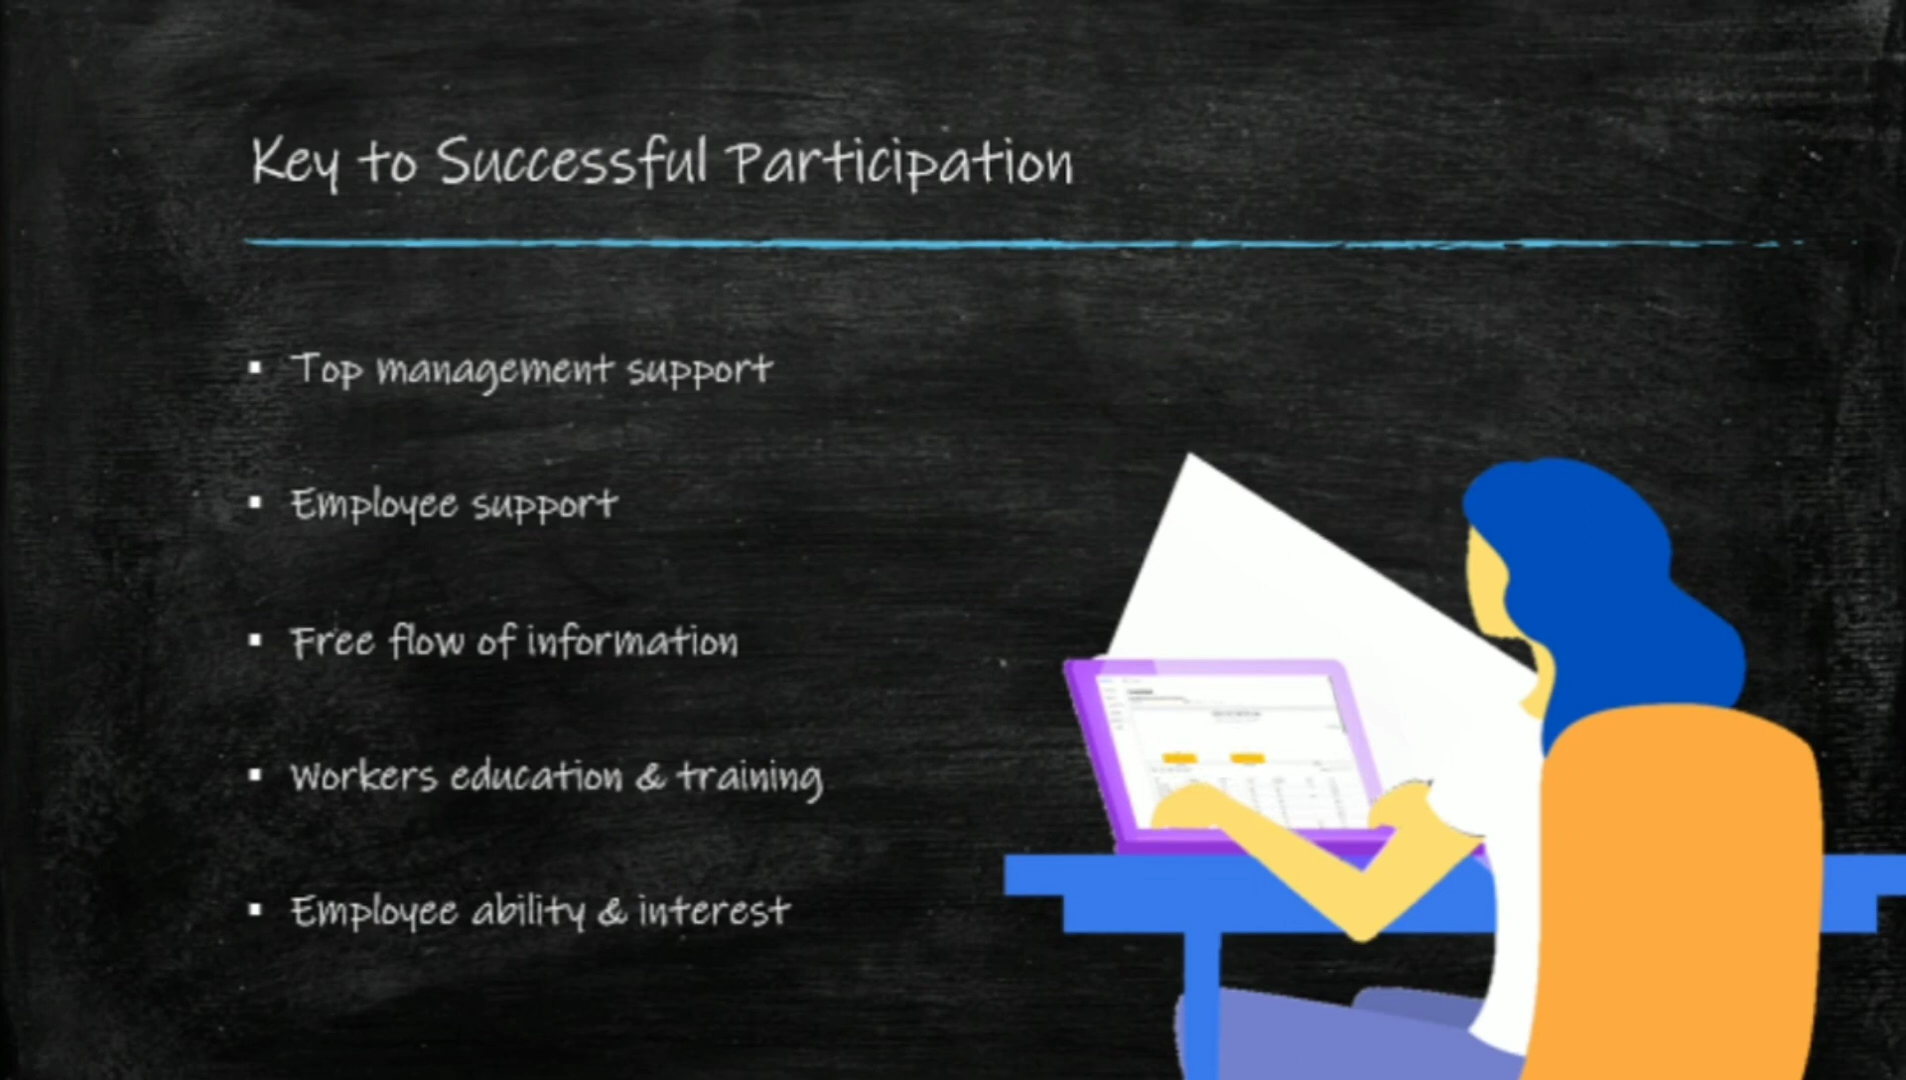 Key to Successful Participation
▪ Top management support
▪ Employee support
▪ Free flow of information
▪ Workers education & training
▪ Employee ability & interest